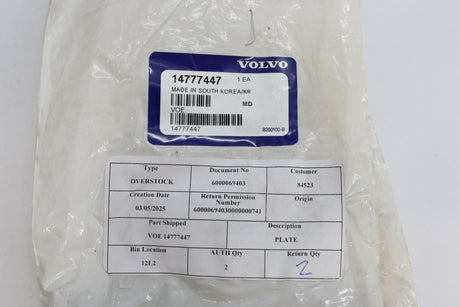 VOLVO
14777447 1 EA
MADE IN SOUTH KOREA/KR
MD
VOE
14777447 8260100-B
Type Document No Customer
OVERSTOCK 6000069403 84523
Creation Date Return Permission Number Origin
03/05/2025 60000694030000000741
Part Shipped Description
VOE 14777447 PLATE
Bin Location AUTH Qty Return Qty
12L2 2 2